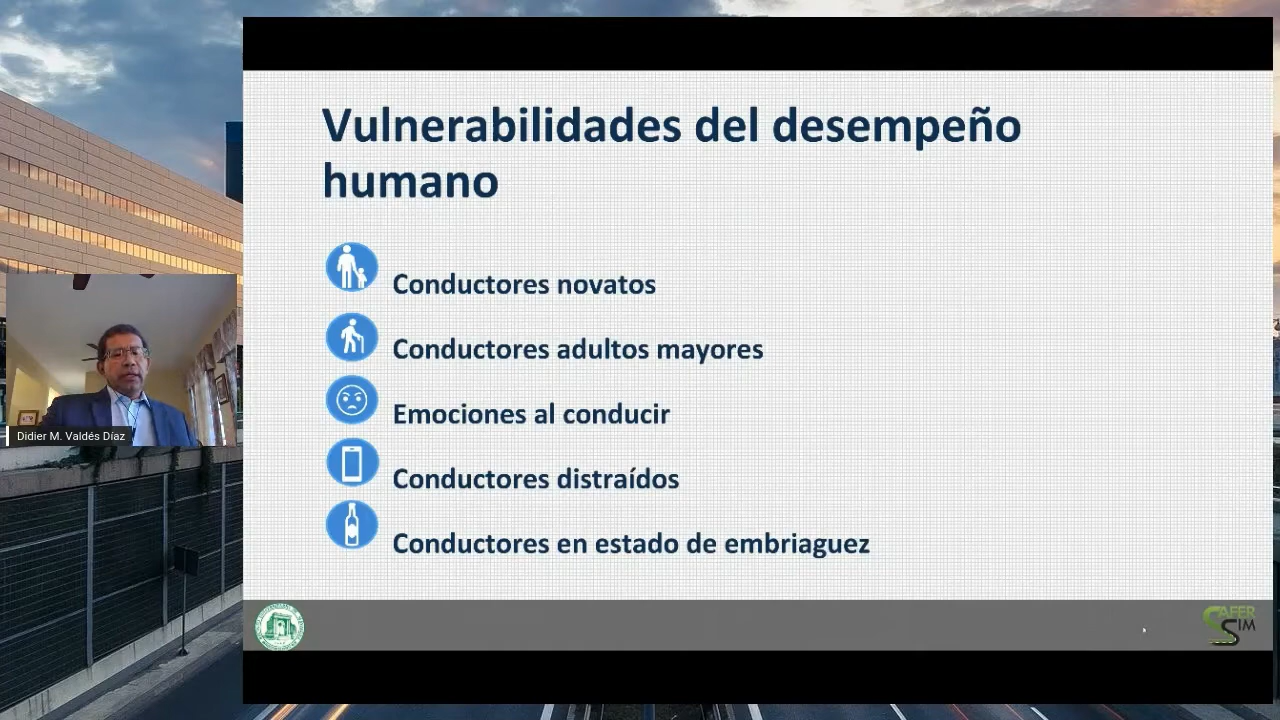 Vulnerabilidades del desempeño
humano
Conductores novatos
Conductores adultos mayores
Emociones al conducir
Conductores distraídos
Conductores en estado de embriaguez
Didier M. Valdés Díaz
SAFER
SIM